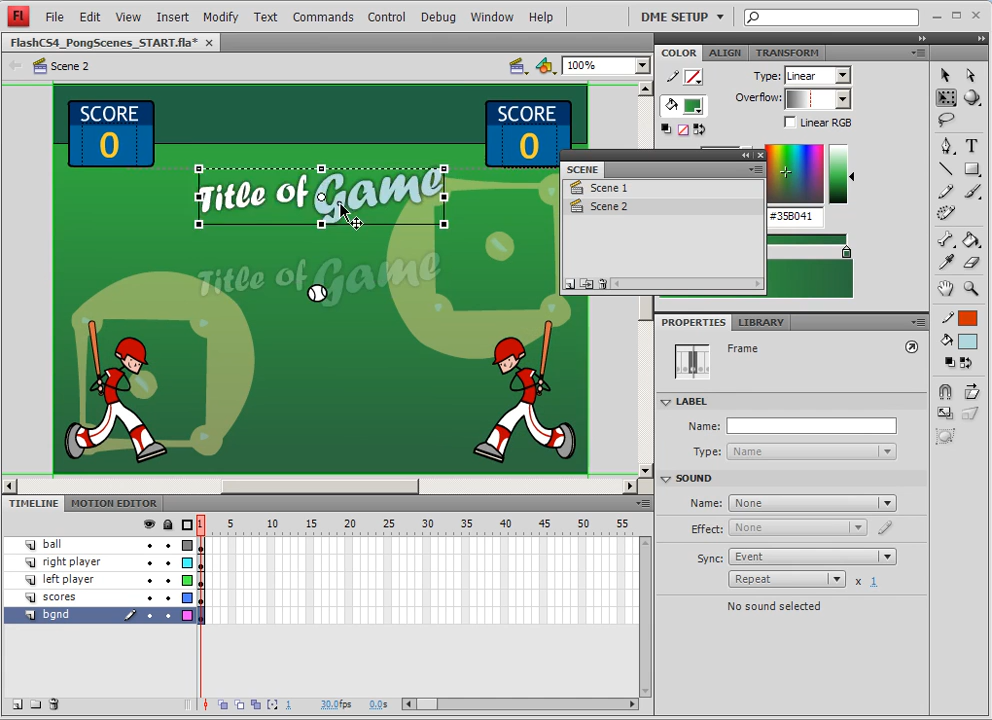 Fl File Edit View Insert Modify Text Commands Control Debug Window Help DME SETUP
FlashCS4_PongScenes_START.fla* ×
Scene 2 100%
SCORE
0
SCORE
0
Title of Game
Title of Game
COLOR ALIGN TRANSFORM
Type: Linear
Overflow:
Linear RGB
#35B041
SCENE
Scene 1
Scene 2
PROPERTIES LIBRARY
Frame
LABEL
Name:
Type: Name
SOUND
Name: None
Effect: None
Sync: Event
Repeat x 1
No sound selected
TIMELINE MOTION EDITOR
1 5 10 15 20 25 30 35 40 45 50 55
ball
right player
left player
scores
bgnd
1 30.0fps 0.0s